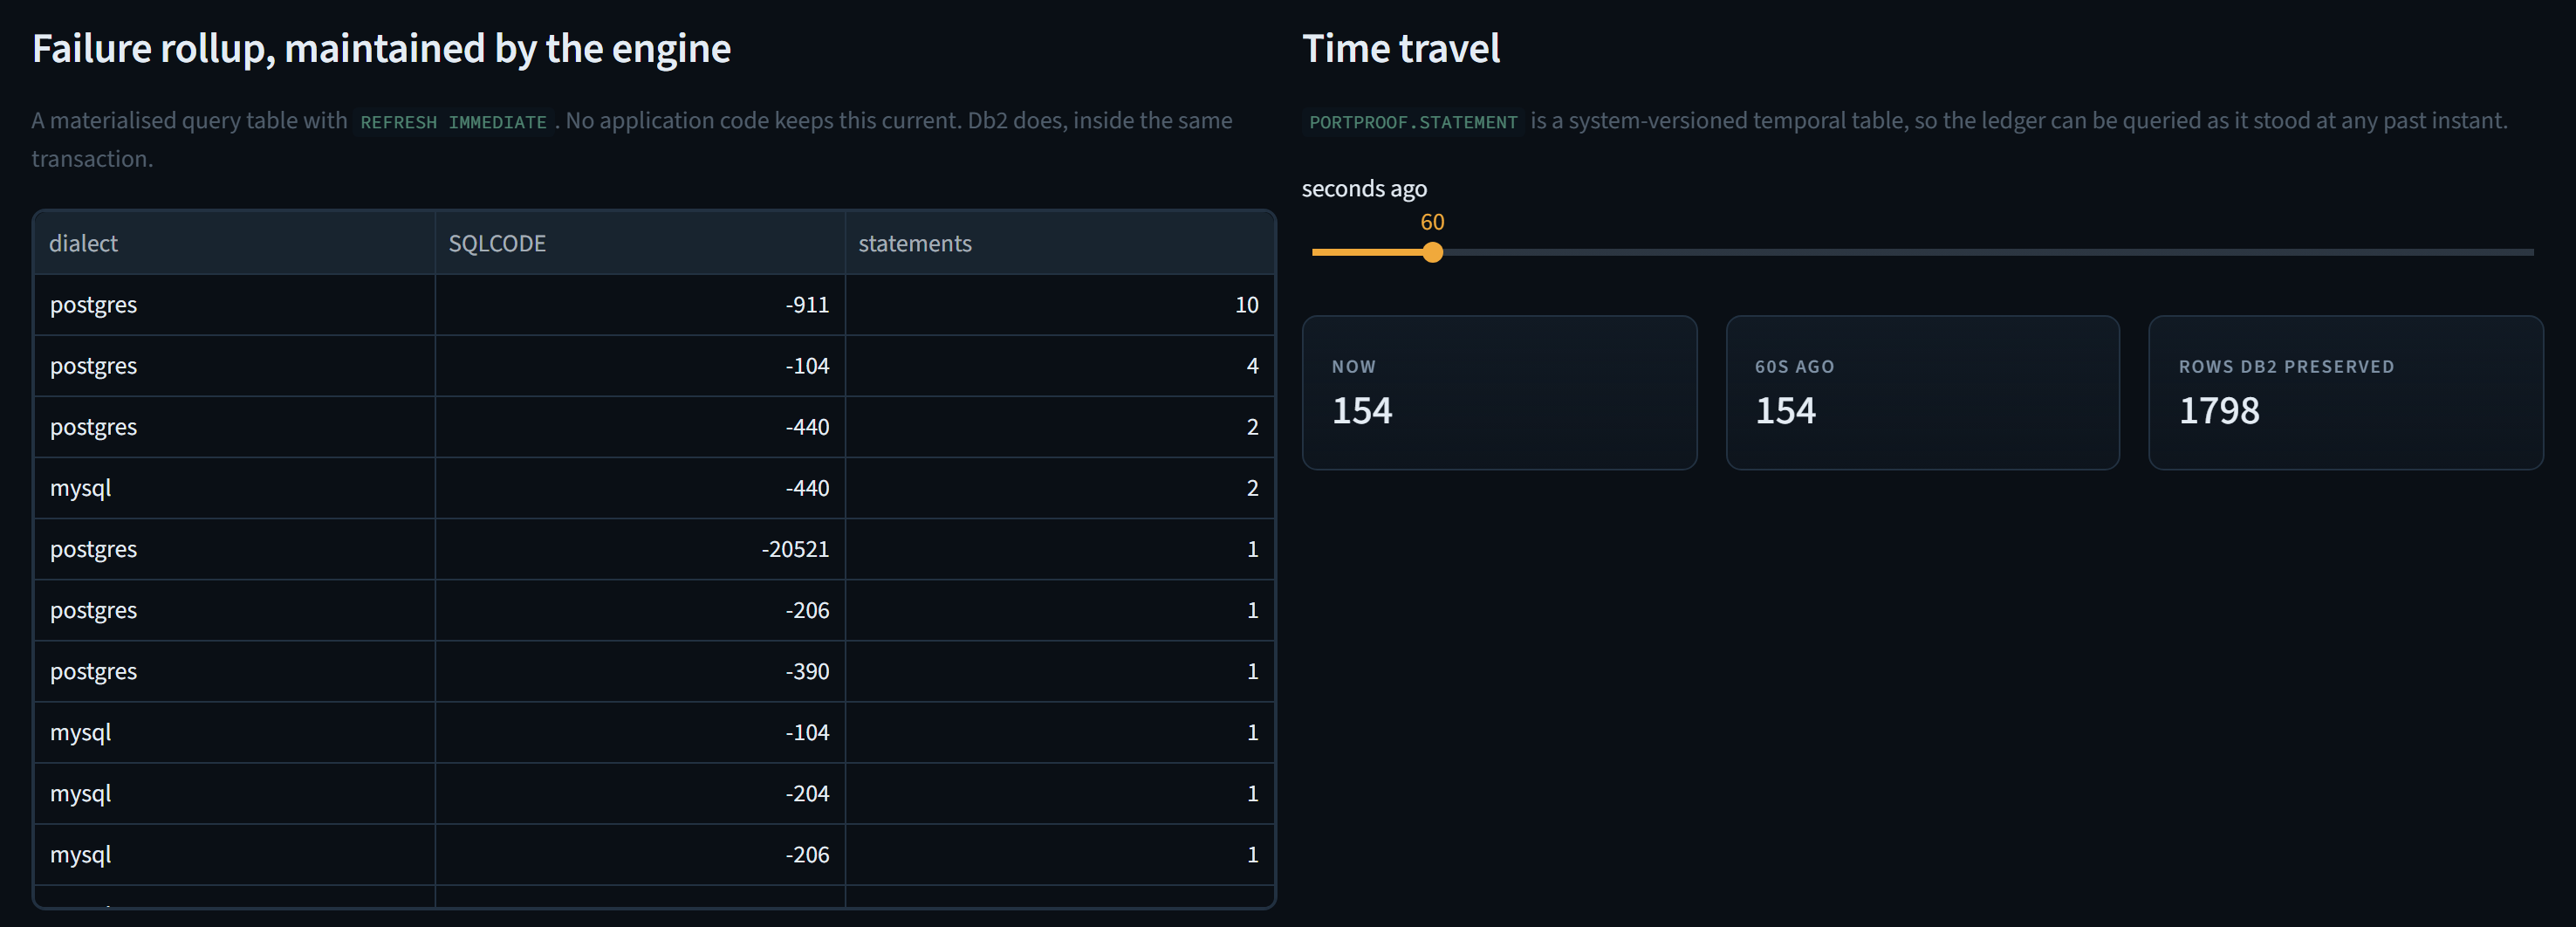 Failure rollup, maintained by the engine
A materialised query table with REFRESH IMMEDIATE. No application code keeps this current. Db2 does, inside the same
transaction.
dialect SQLCODE statements
postgres -911 10
postgres -104 4
postgres -440 2
mysql -440 2
postgres -20521 1
postgres -206 1
postgres -390 1
mysql -104 1
mysql -204 1
mysql -206 1
Time travel
PORTPROOF.STATEMENT is a system-versioned temporal table, so the ledger can be queried as it stood at any past instant.
seconds ago
60
NOW
154
60S AGO
154
ROWS DB2 PRESERVED
1798